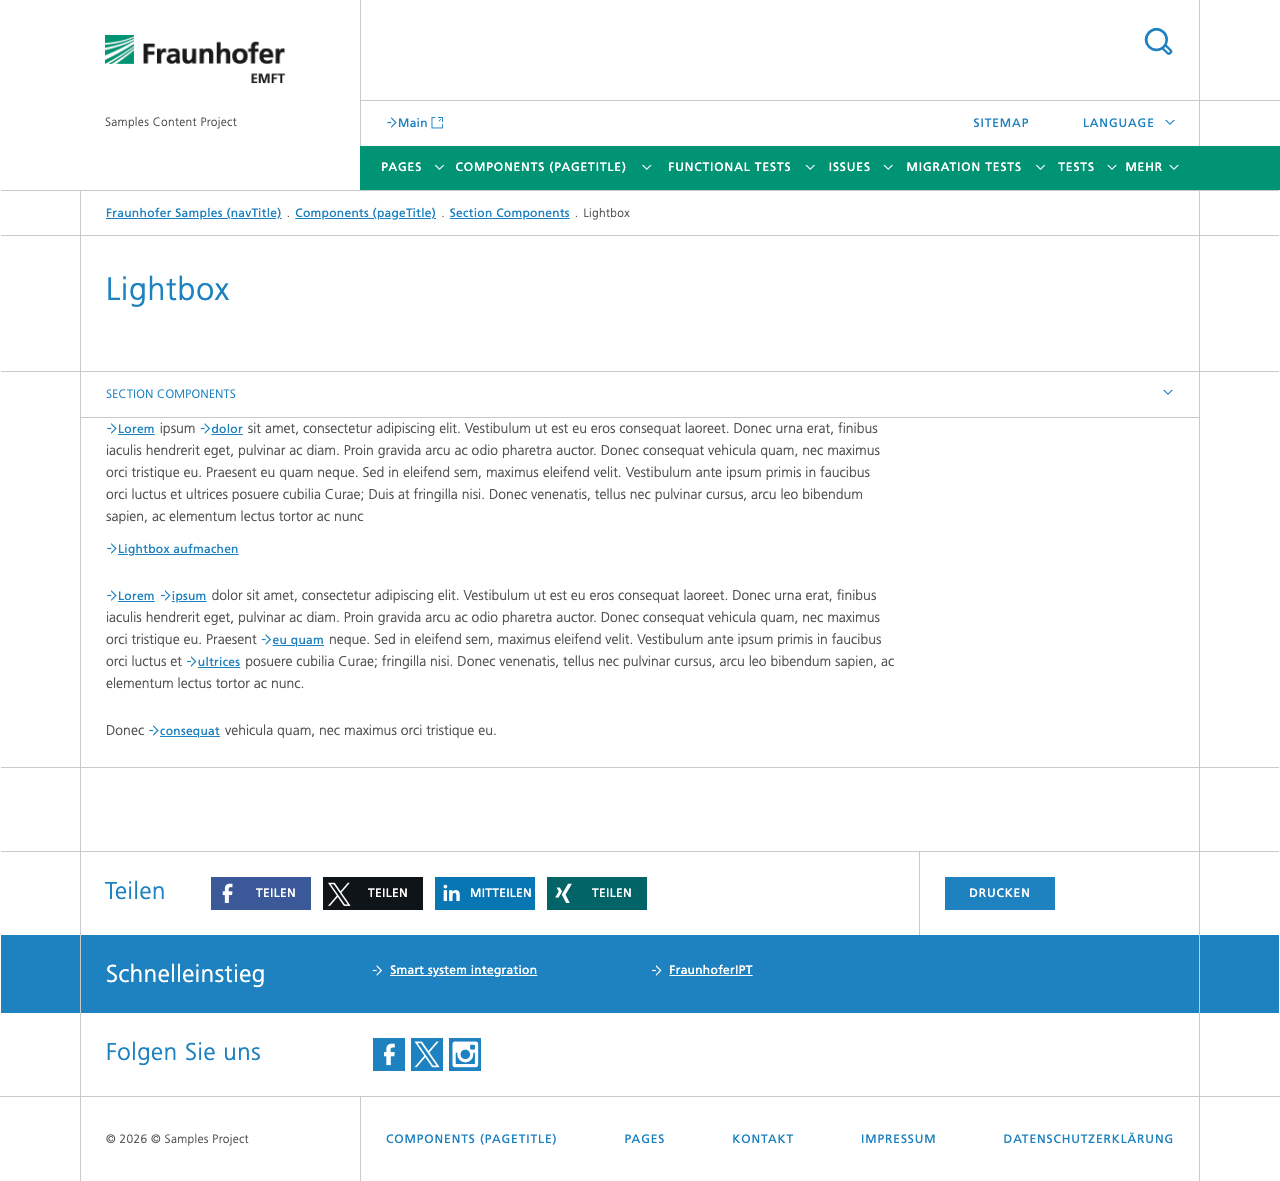 Fraunhofer
EMFT
Samples Content Project
Main
SITEMAP LANGUAGE
PAGES COMPONENTS (PAGETITLE) FUNCTIONAL TESTS ISSUES MIGRATION TESTS TESTS MEHR
Fraunhofer Samples (navTitle) . Components (pageTitle) . Section Components . Lightbox
Lightbox
SECTION COMPONENTS
Lorem ipsum dolor sit amet, consectetur adipiscing elit. Vestibulum ut est eu eros consequat laoreet. Donec urna erat, finibus
iaculis hendrerit eget, pulvinar ac diam. Proin gravida arcu ac odio pharetra auctor. Donec consequat vehicula quam, nec maximus
orci tristique eu. Praesent eu quam neque. Sed in eleifend sem, maximus eleifend velit. Vestibulum ante ipsum primis in faucibus
orci luctus et ultrices posuere cubilia Curae; Duis at fringilla nisi. Donec venenatis, tellus nec pulvinar cursus, arcu leo bibendum
sapien, ac elementum lectus tortor ac nunc
Lightbox aufmachen
Lorem ipsum dolor sit amet, consectetur adipiscing elit. Vestibulum ut est eu eros consequat laoreet. Donec urna erat, finibus
iaculis hendrerit eget, pulvinar ac diam. Proin gravida arcu ac odio pharetra auctor. Donec consequat vehicula quam, nec maximus
orci tristique eu. Praesent eu quam neque. Sed in eleifend sem, maximus eleifend velit. Vestibulum ante ipsum primis in faucibus
orci luctus et ultrices posuere cubilia Curae; fringilla nisi. Donec venenatis, tellus nec pulvinar cursus, arcu leo bibendum sapien, ac
elementum lectus tortor ac nunc.
Donec consequat vehicula quam, nec maximus orci tristique eu.
Teilen TEILEN TEILEN MITTEILEN TEILEN DRUCKEN
Schnelleinstieg Smart system integration FraunhoferIPT
Folgen Sie uns
© 2026 © Samples Project COMPONENTS (PAGETITLE) PAGES KONTAKT IMPRESSUM DATENSCHUTZERKLÄRUNG